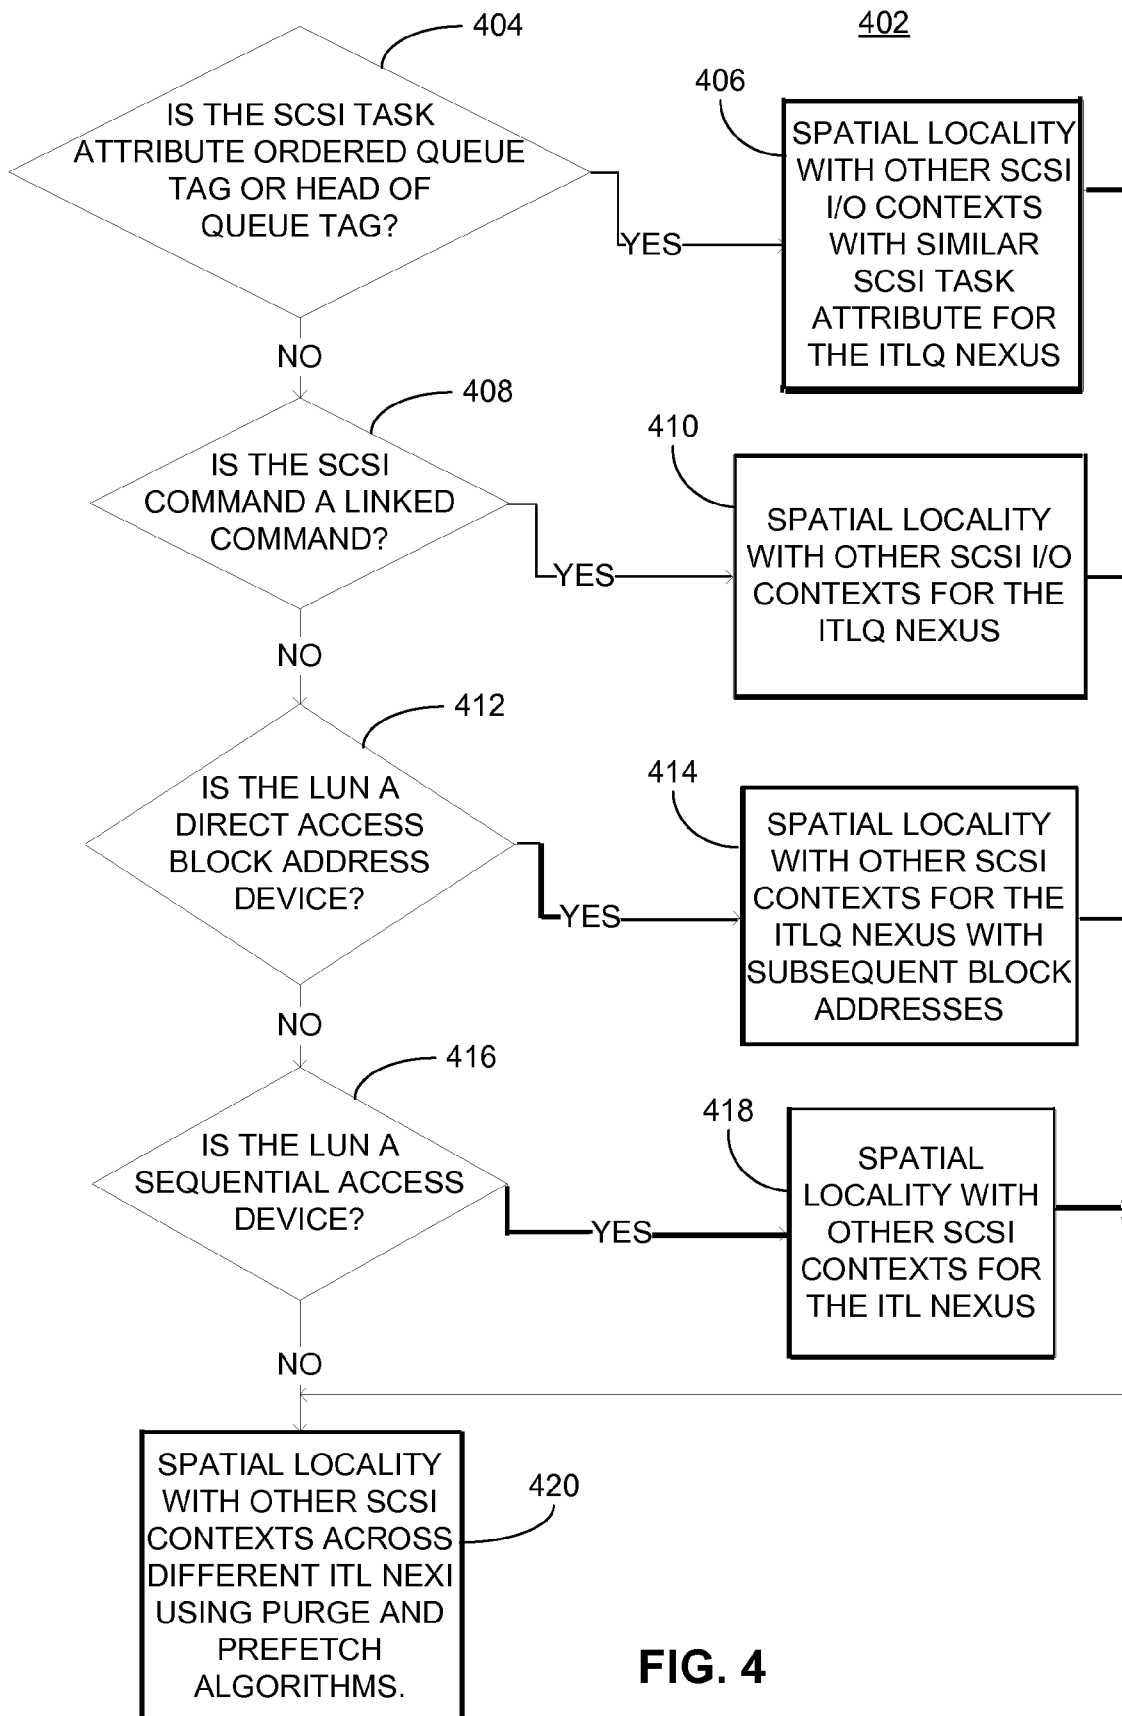 402
404
IS THE SCSI TASK
ATTRIBUTE ORDERED QUEUE
TAG OR HEAD OF
QUEUE TAG?
YES
406
SPATIAL LOCALITY
WITH OTHER SCSI
I/O CONTEXTS
WITH SIMILAR
SCSI TASK
ATTRIBUTE FOR
THE ITLQ NEXUS
NO
408
IS THE SCSI
COMMAND A LINKED
COMMAND?
YES
410
SPATIAL LOCALITY
WITH OTHER SCSI I/O
CONTEXTS FOR THE
ITLQ NEXUS
NO
412
IS THE LUN A
DIRECT ACCESS
BLOCK ADDRESS
DEVICE?
YES
414
SPATIAL LOCALITY
WITH OTHER SCSI
CONTEXTS FOR THE
ITLQ NEXUS WITH
SUBSEQUENT BLOCK
ADDRESSES
NO
416
IS THE LUN A
SEQUENTIAL ACCESS
DEVICE?
YES
418
SPATIAL
LOCALITY WITH
OTHER SCSI
CONTEXTS FOR
THE ITL NEXUS
NO
420
SPATIAL LOCALITY
WITH OTHER SCSI
CONTEXTS ACROSS
DIFFERENT ITL NEXI
USING PURGE AND
PREFETCH
ALGORITHMS.
FIG. 4